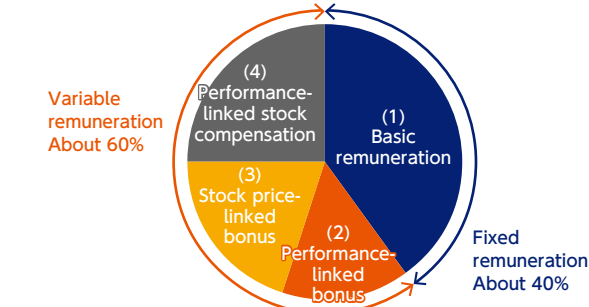 (4)
Performance-
linked stock
compensation
(1)
Basic
remuneration
Variable
remuneration
About 60%
(3)
Stock price-
linked
bonus
(2)
Performance-
linked
bonus
Fixed
remuneration
About 40%